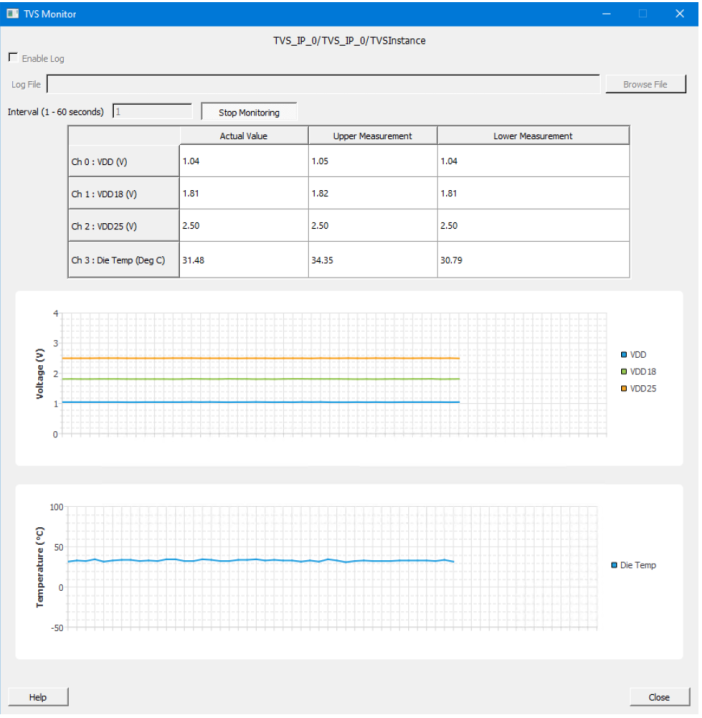 TVS Monitor
TVS_IP_0/TVS_IP_0/TVSInstance
Enable Log
Log File Browse File
Interval (1 - 60 seconds) 1 Stop Monitoring
Actual Value Upper Measurement Lower Measurement
Ch 0 : VDD (V) 1.04 1.05 1.04
Ch 1 : VDD18 (V) 1.81 1.82 1.81
Ch 2 : VDD25 (V) 2.50 2.50 2.50
Ch 3 : Die Temp (Deg C) 31.48 34.35 30.79
Voltage (V)
4
3
2
1
0
VDD
VDD18
VDD25
Temperature (°C)
100
50
0
-50
Die Temp
Help Close